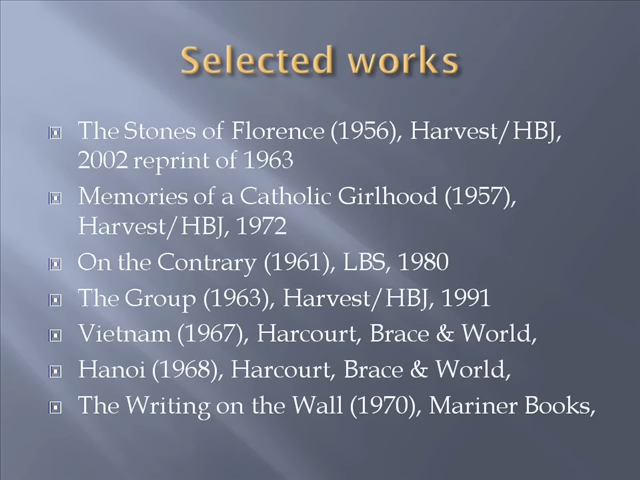 Selected works
The Stones of Florence (1956), Harvest/HBJ,
2002 reprint of 1963
Memories of a Catholic Girlhood (1957),
Harvest/HBJ, 1972
On the Contrary (1961), LBS, 1980
The Group (1963), Harvest/HBJ, 1991
Vietnam (1967), Harcourt, Brace & World,
Hanoi (1968), Harcourt, Brace & World,
The Writing on the Wall (1970), Mariner Books,